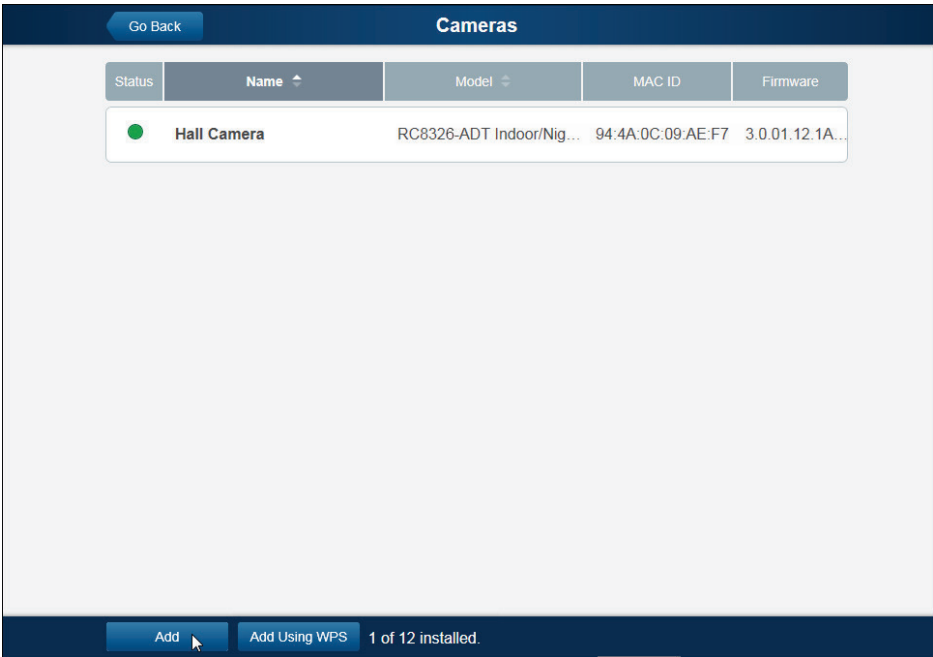 Go Back Cameras
Status Name Model MAC ID Firmware
Hall Camera RC8326-ADT Indoor/Nig... 94:4A:0C:09:AE:F7 3.0.01.12.1A...
Add Add Using WPS 1 of 12 installed.